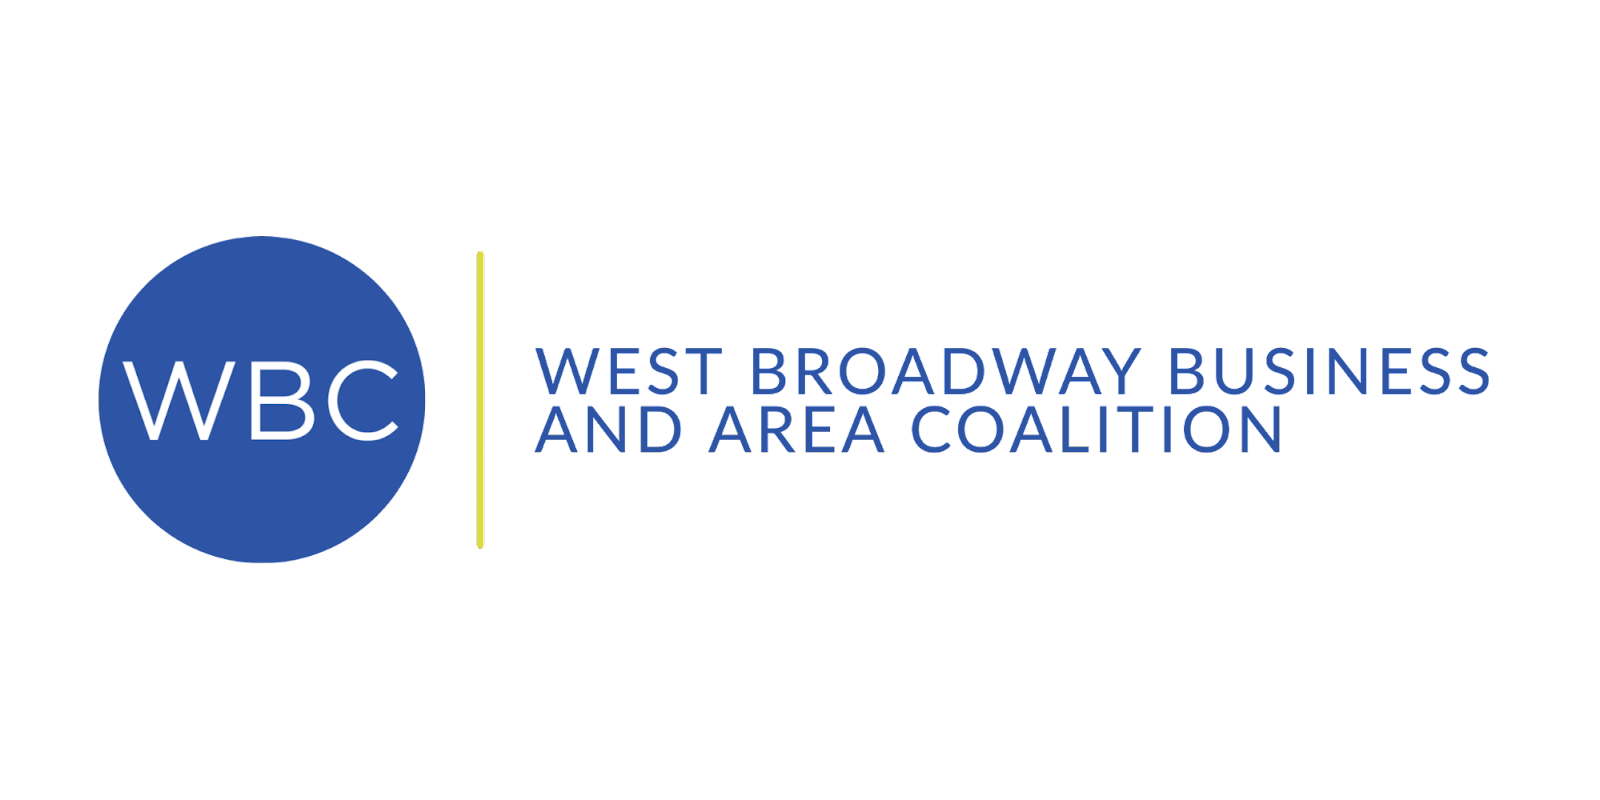 WBC
WEST BROADWAY BUSINESS
AND AREA COALITION